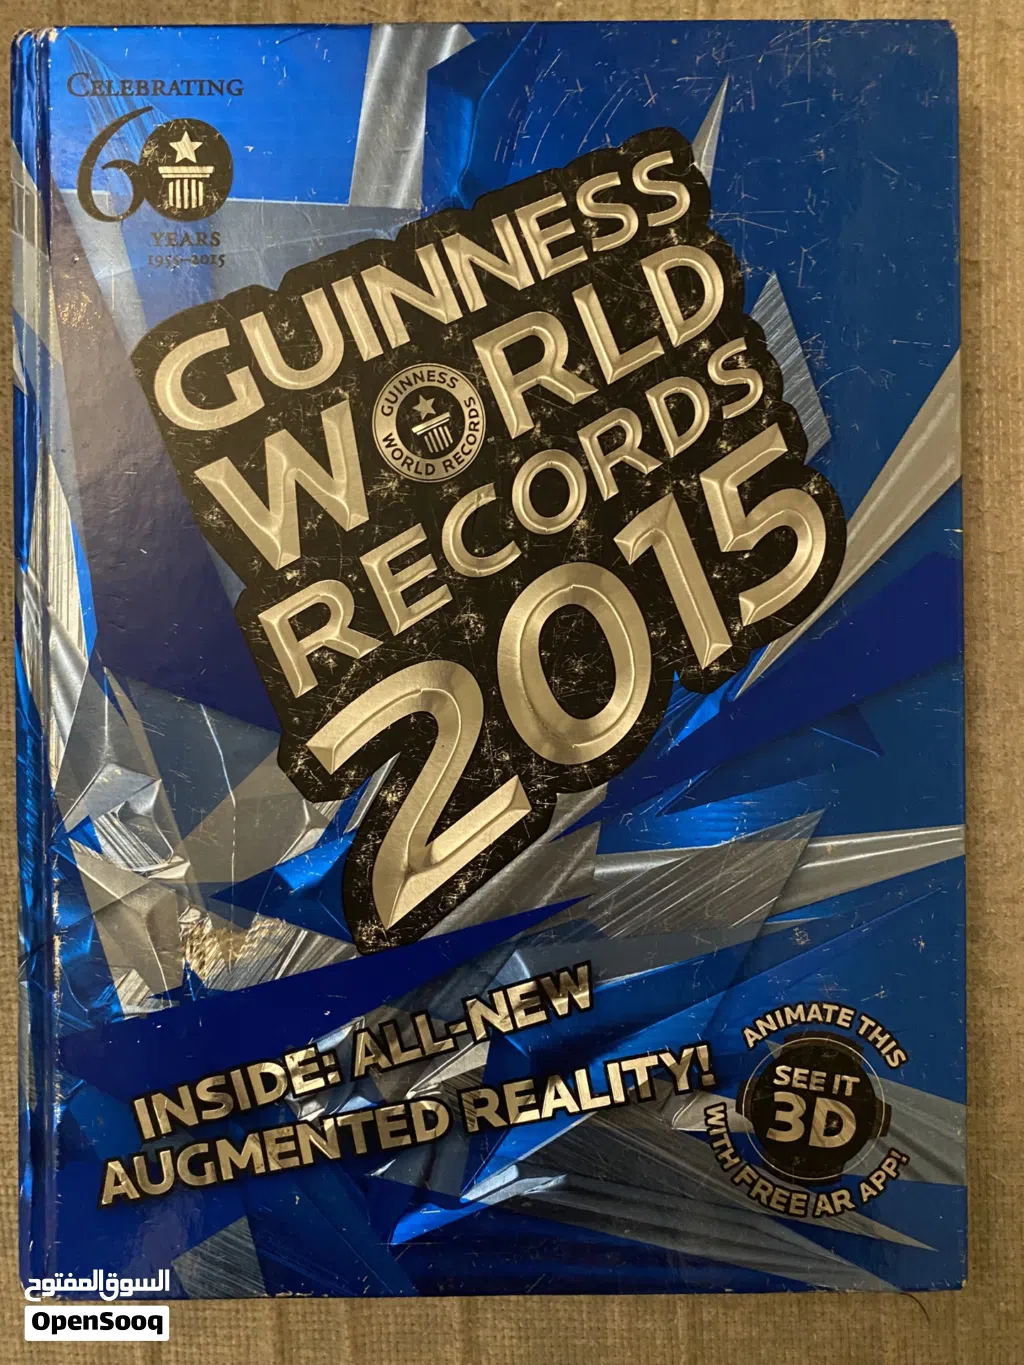 CELEBRATING
60
YEARS
1955–2015
GUINNESS
WORLD
GUINNESS
WORLD RECORDS
RECORDS
2015
INSIDE: ALL-NEW
AUGMENTED REALITY!
ANIMATE THIS
SEE IT
3D
WITH FREE AR APP!
السوق المفتوح
OpenSooq